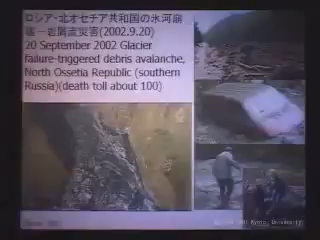 ロシア・北オセチア共和国の氷河崩
壊－岩屑流災害(2002.9.20)
20 September 2002 Glacier
failure-triggered debris avalanche,
North Ossetia Republic (southern
Russia)(death toll about 100)
University